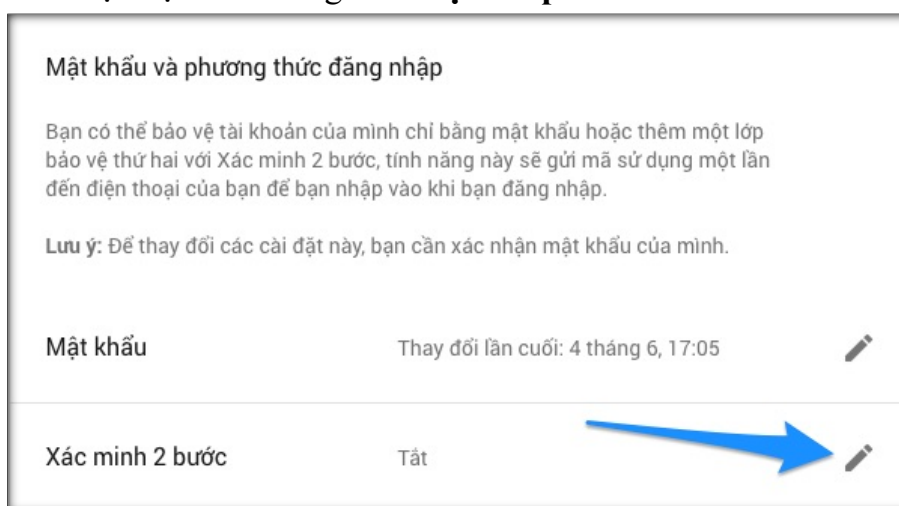 Mật khẩu và phương thức đăng nhập
Bạn có thể bảo vệ tài khoản của mình chỉ bằng mật khẩu hoặc thêm một lớp
bảo vệ thứ hai với Xác minh 2 bước, tính năng này sẽ gửi mã sử dụng một lần
đến điện thoại của bạn để bạn nhập vào khi bạn đăng nhập.
Lưu ý: Để thay đổi các cài đặt này, bạn cần xác nhận mật khẩu của mình.
Mật khẩu Thay đổi lần cuối: 4 tháng 6, 17:05
Xác minh 2 bước Tắt